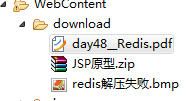 WebContent
download
day48__Redis.pdf
JSP原型.zip
redis解压失败.bmp